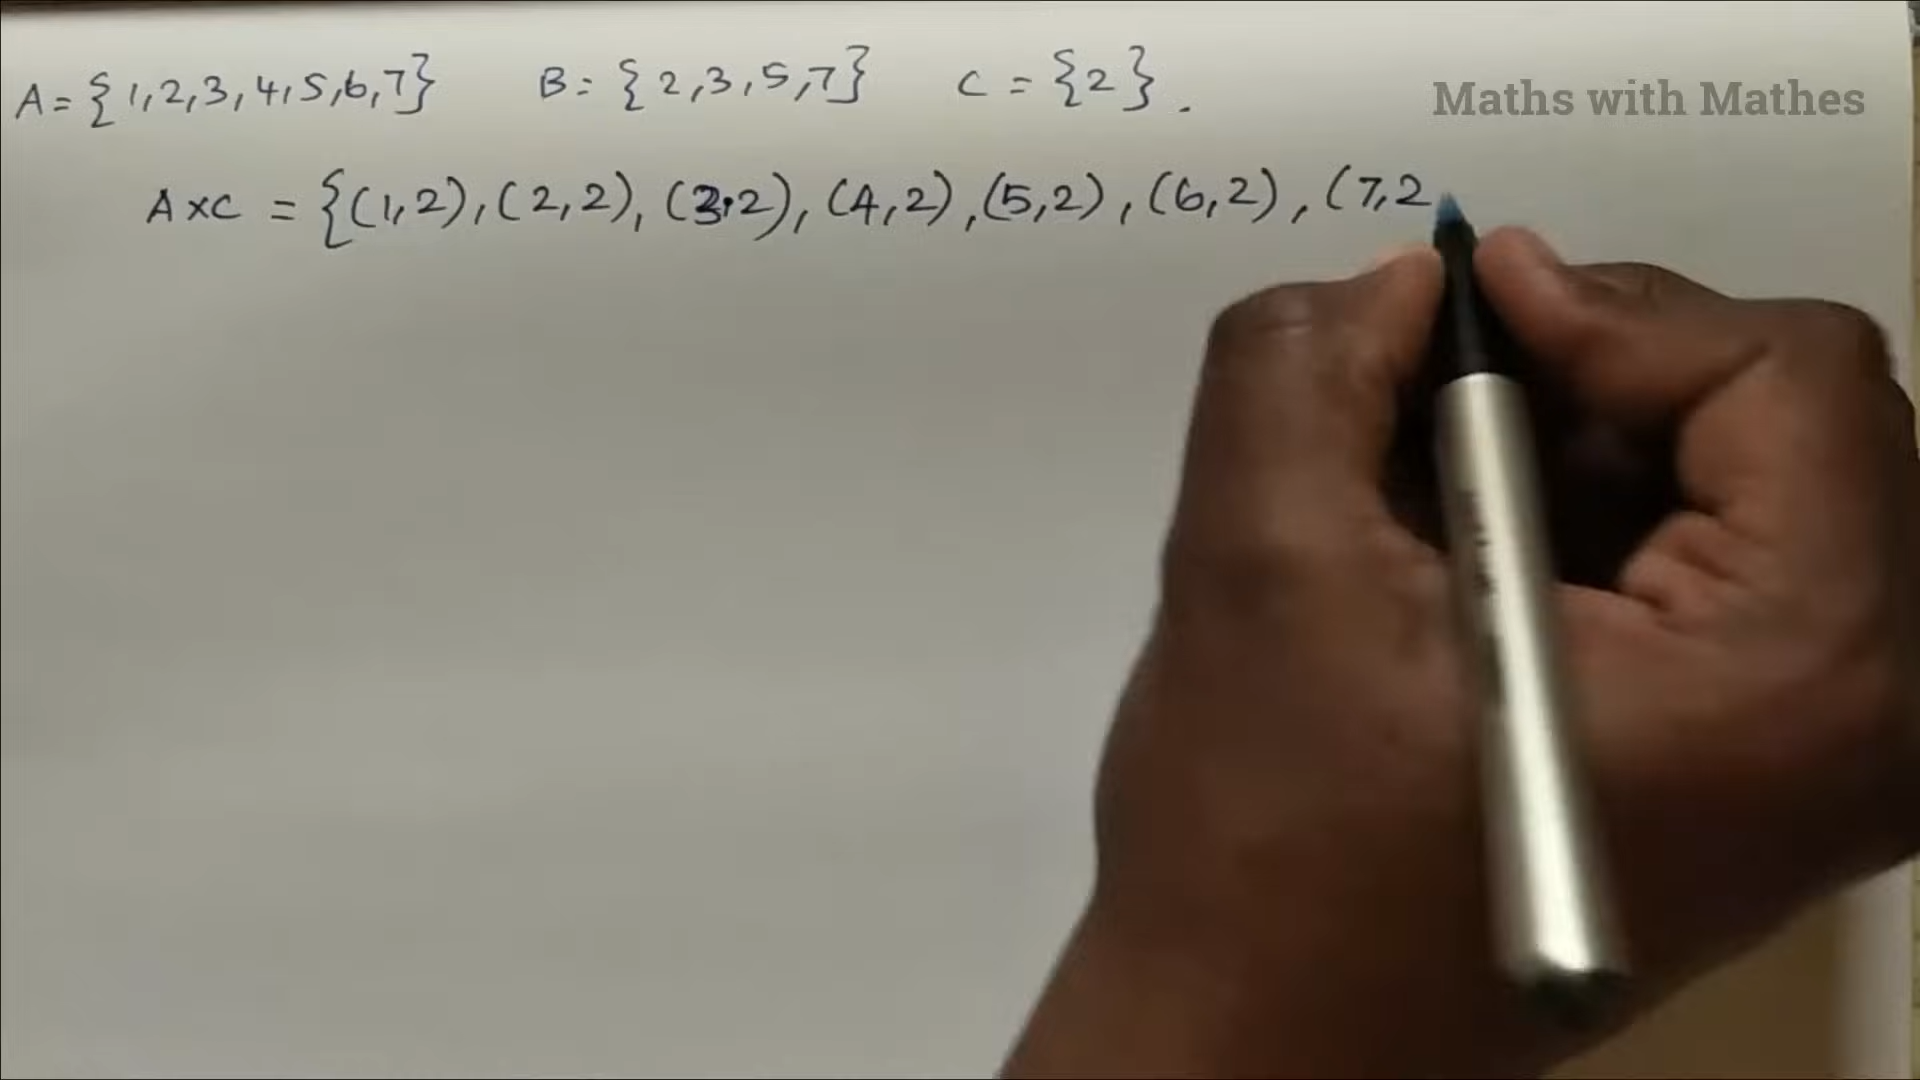 A = {1,2,3,4,5,6,7} B = {2,3,5,7} C = {2}.
Maths with Mathes
A×C = {(1,2), (2,2), (3,2), (4,2), (5,2), (6,2), (7,2